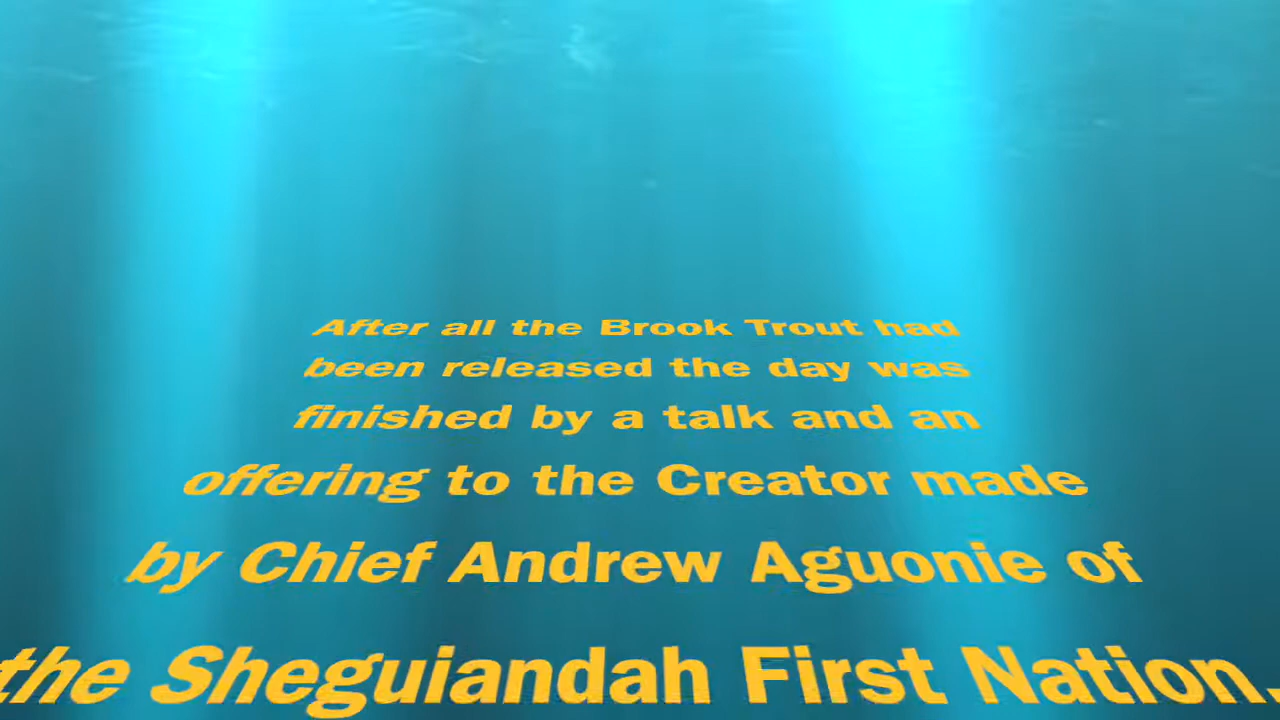 After all the Brook Trout had
been released the day was
finished by a talk and an
offering to the Creator made
by Chief Andrew Aguonie of
the Sheguiandah First Nation.